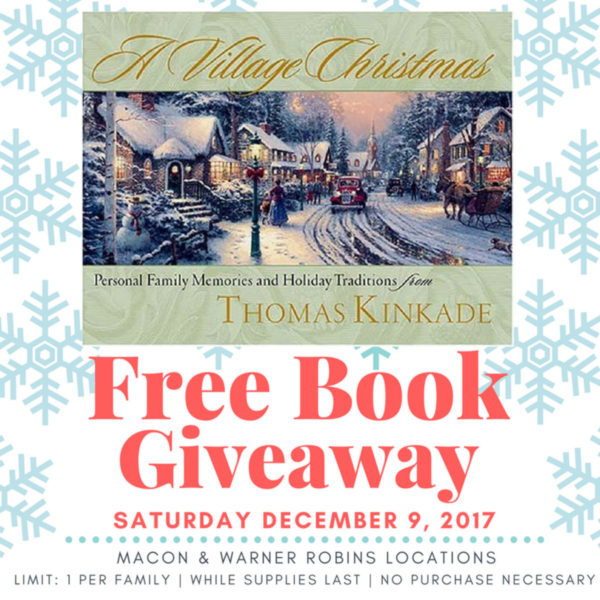 A Village Christmas
Personal Family Memories and Holiday Traditions from
THOMAS KINKADE
Free Book
Giveaway
SATURDAY DECEMBER 9, 2017
MACON & WARNER ROBINS LOCATIONS
LIMIT: 1 PER FAMILY | WHILE SUPPLIES LAST | NO PURCHASE NECESSARY